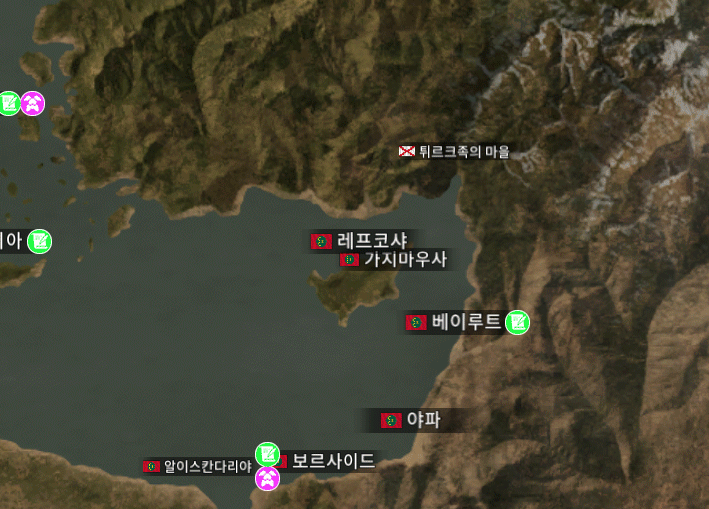 튀르크족의 마을
레프코샤
아
가지마우사
베이루트
야파
보르사이드
알이스칸다리야